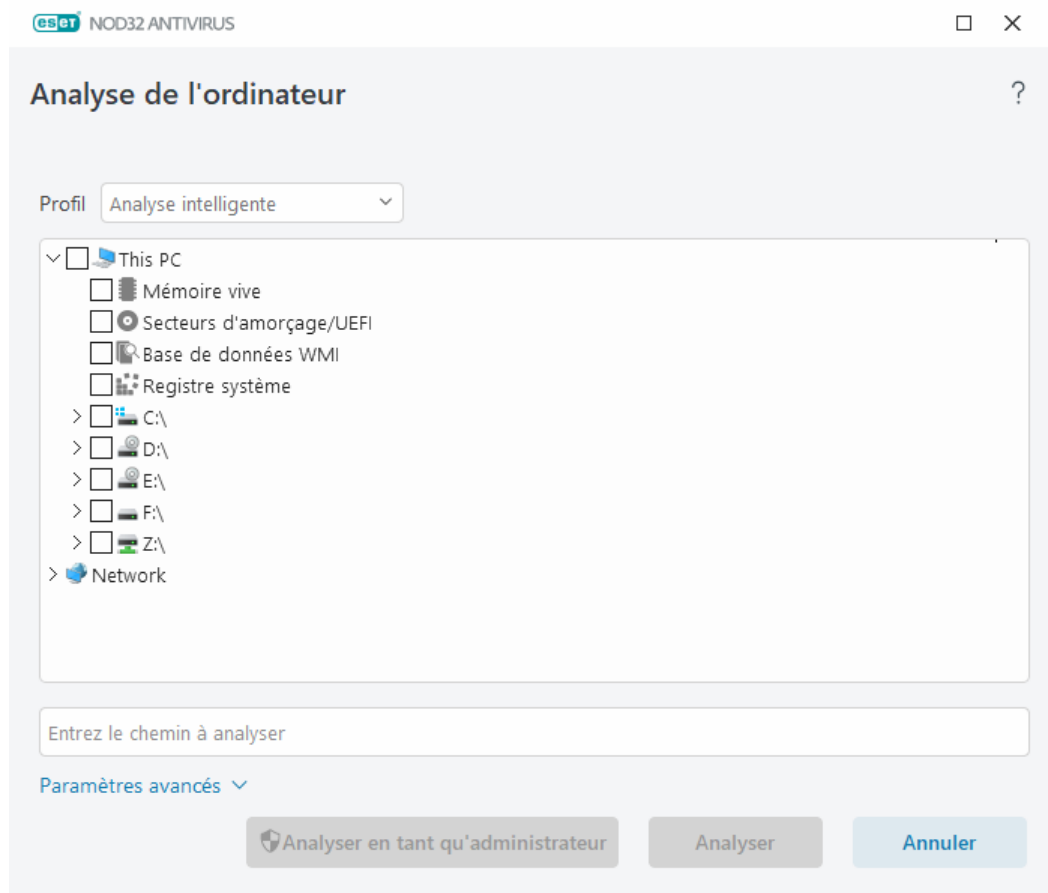 eset NOD32 ANTIVIRUS
Analyse de l'ordinateur
?
Profil Analyse intelligente
This PC
Mémoire vive
Secteurs d'amorçage/UEFI
Base de données WMI
Registre système
C:\
D:\
E:\
F:\
Z:\
Network
Entrez le chemin à analyser
Paramètres avancés
Analyser en tant qu'administrateur Analyser Annuler